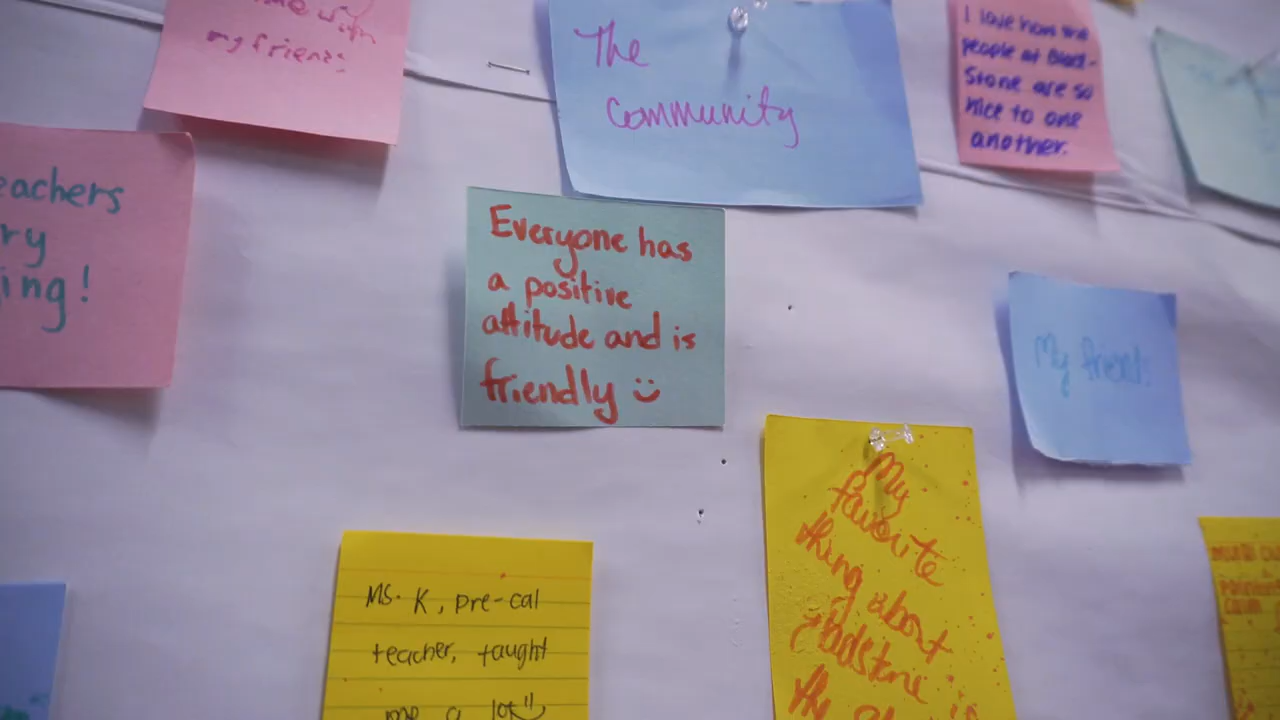 my friends
The
Community
I love how the
people at Black-
stone are so
nice to one
another.
eachers
ry
ing!
Everyone has
a positive
attitude and is
friendly
My friend
My
favorite
thing about
is
Ms. K, pre-cal
teacher, taught
me a lot